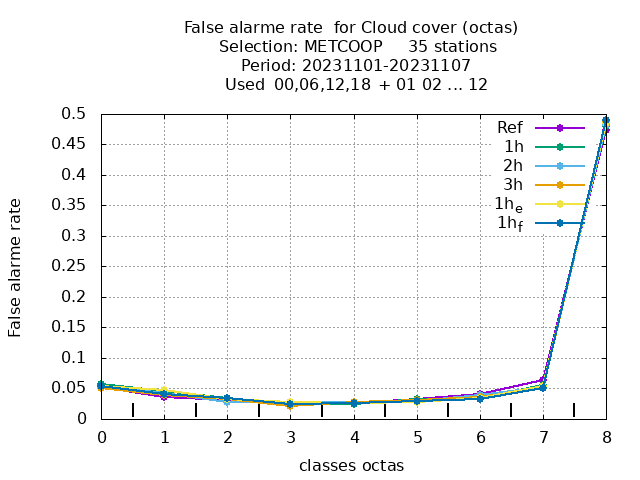 False alarme rate  for Cloud cover (octas)
Selection: METCOOP     35 stations
Period: 20231101-20231107
Used  00,06,12,18 + 01 02 ... 12
0.5
0.45
0.4
0.35
0.3
0.25
0.2
0.15
0.1
0.05
0
False alarme rate
Ref
1h
2h
3h
1h_e
1h_f
0 1 2 3 4 5 6 7 8
classes octas